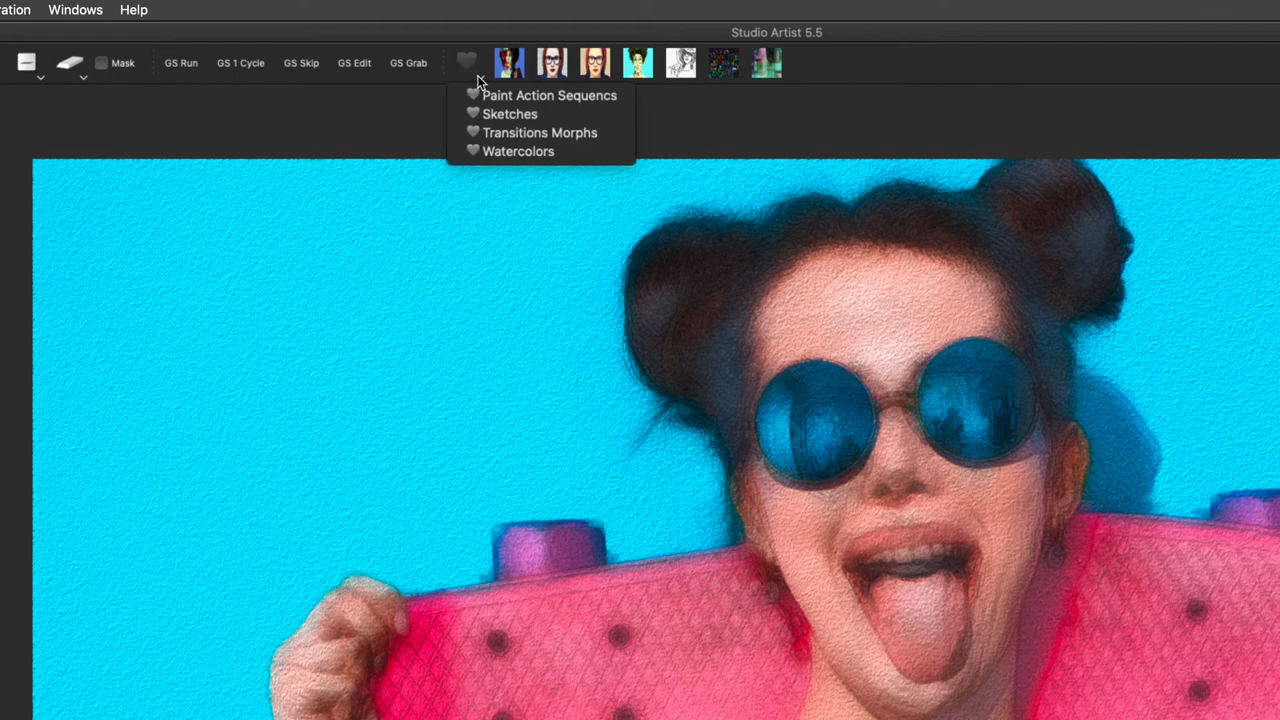 ration Windows Help
Studio Artist 5.5
Mask GS Run GS 1 Cycle GS Skip GS Edit GS Grab
Paint Action Sequencs
Sketches
Transitions Morphs
Watercolors